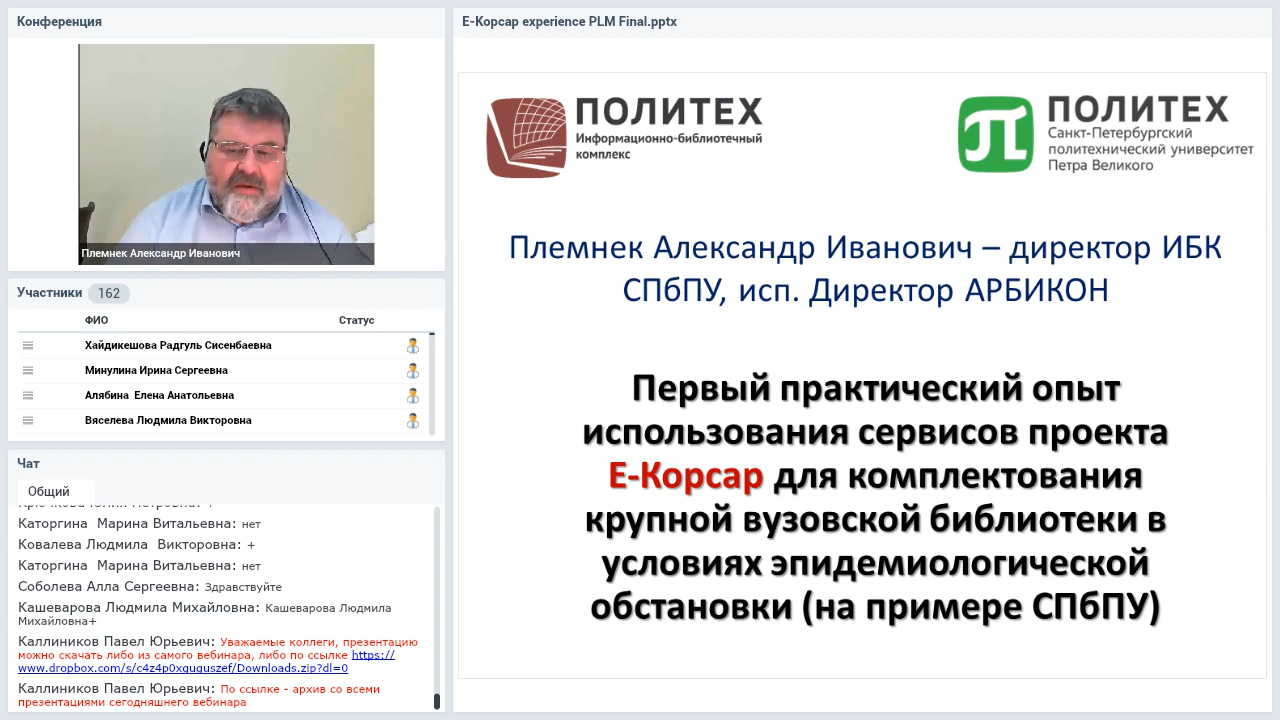 Конференция
Племнек Александр Иванович
Участники 162
ФИО Статус
Хайдикешова Радгуль Сисенбаевна
Минулина Ирина Сергеевна
Алябина Елена Анатольевна
Вяселева Людмила Викторовна
Чат
Общий
Каторгина Марина Витальевна: нет
Ковалева Людмила Викторовна: +
Каторгина Марина Витальевна: нет
Соболева Алла Сергеевна: Здравствуйте
Кашеварова Людмила Михайловна: Кашеварова Людмила
Михайловна+
Каллиников Павел Юрьевич: Уважаемые коллеги, презентацию
можно скачать либо из самого вебинара, либо по ссылке https://
www.dropbox.com/s/c4z4p0xquguszef/Downloads.zip?dl=0
Каллиников Павел Юрьевич: По ссылке - архив со всеми
презентациями сегодняшнего вебинара
Е-Корсар experience PLM Final.pptx
ПОЛИТЕХ
Информационно-библиотечный
комплекс
ПОЛИТЕХ
Санкт-Петербургский
политехнический университет
Петра Великого
Племнек Александр Иванович – директор ИБК
СПбПУ, исп. Директор АРБИКОН
Первый практический опыт
использования сервисов проекта
Е-Корсар для комплектования
крупной вузовской библиотеки в
условиях эпидемиологической
обстановки (на примере СПбПУ)